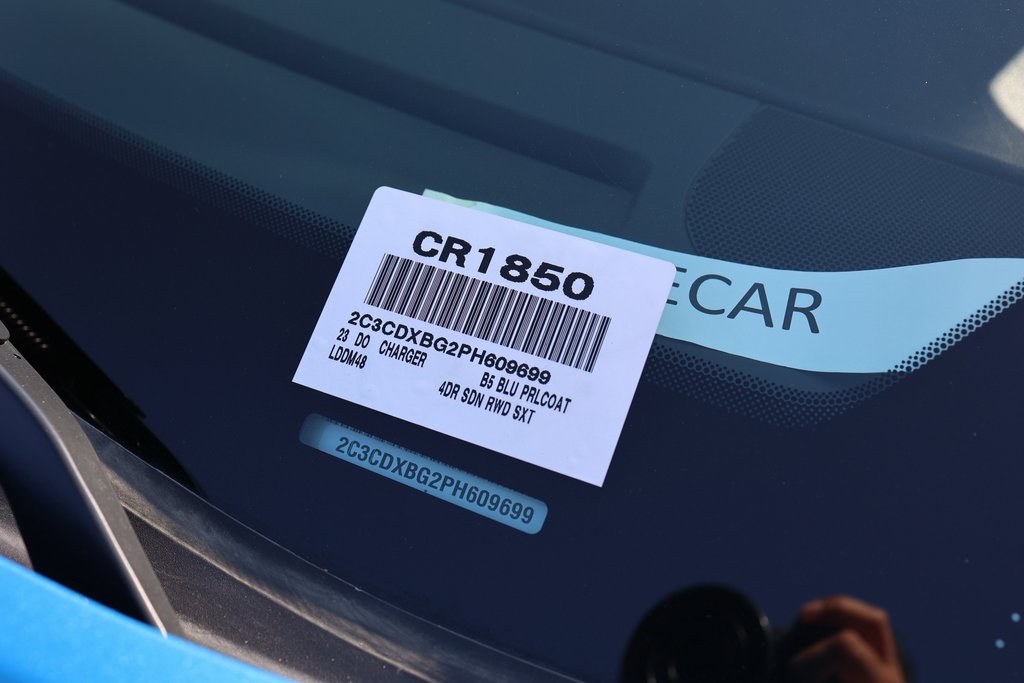 CR1850
2C3CDXBG2PH609699
23 DO CHARGER B5 BLU PRLCOAT
LDDM48 4DR SDN RWD SXT
ECAR
2C3CDXBG2PH609699